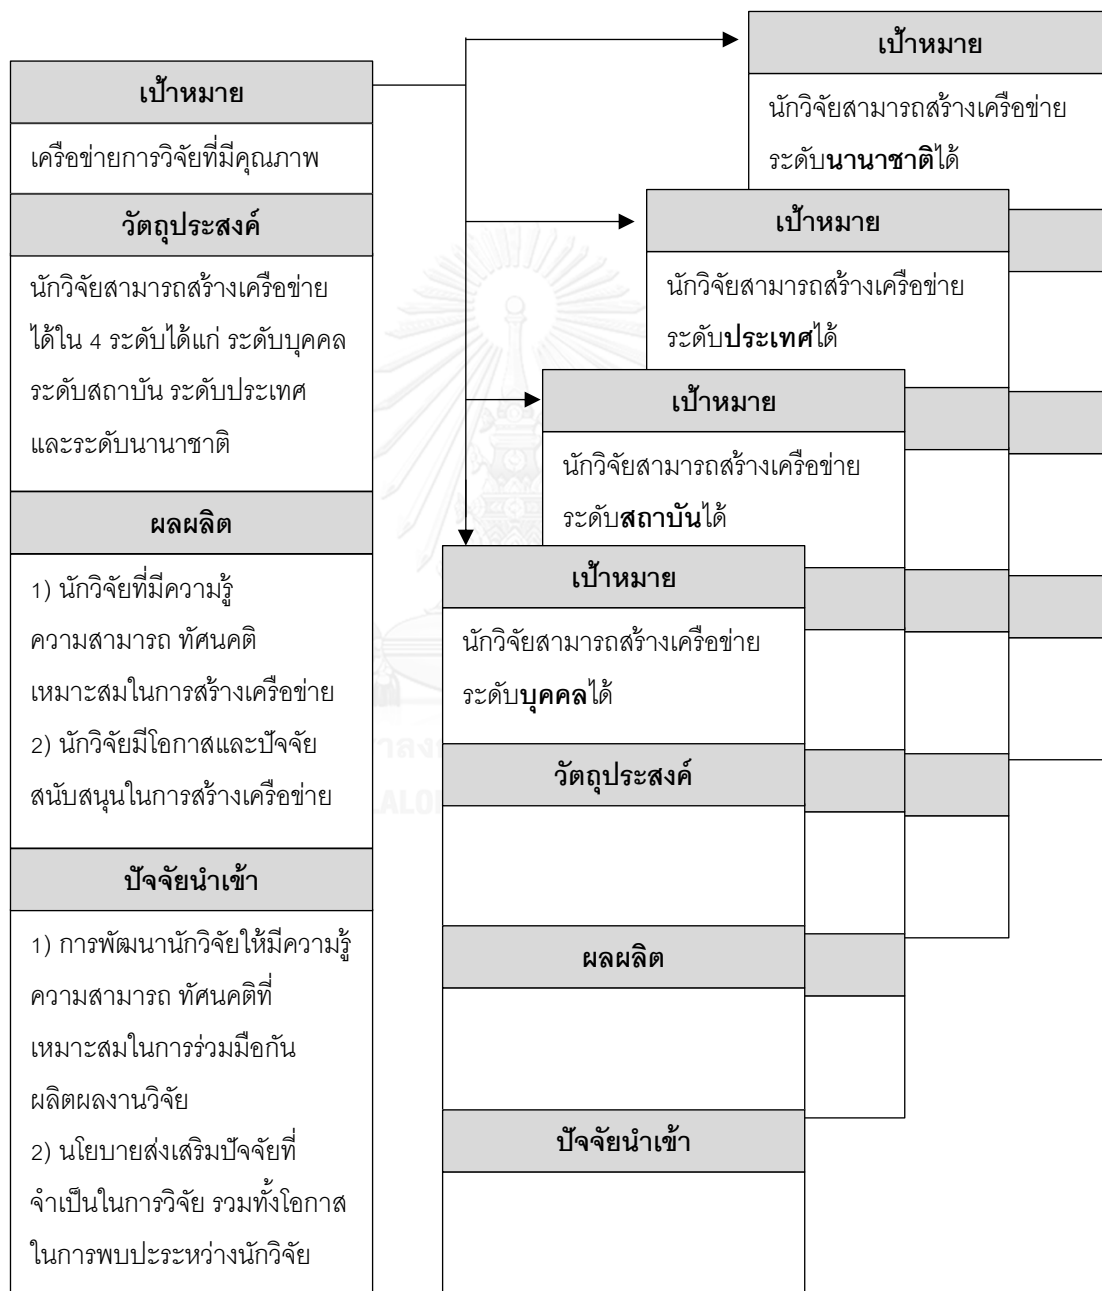 เป้าหมาย
เครือข่ายการวิจัยที่มีคุณภาพ
วัตถุประสงค์
นักวิจัยสามารถสร้างเครือข่าย
ได้ใน 4 ระดับได้แก่ ระดับบุคคล
ระดับสถาบัน ระดับประเทศ
และระดับนานาชาติ
ผลผลิต
1) นักวิจัยที่มีความรู้
ความสามารถ ทัศนคติ
เหมาะสมในการสร้างเครือข่าย
2) นักวิจัยมีโอกาสและปัจจัย
สนับสนุนในการสร้างเครือข่าย
ปัจจัยนำเข้า
1) การพัฒนานักวิจัยให้มีความรู้
ความสามารถ ทัศนคติที่
เหมาะสมในการร่วมมือกัน
ผลิตผลงานวิจัย
2) นโยบายส่งเสริมปัจจัยที่
จำเป็นในการวิจัย รวมทั้งโอกาส
ในการพบปะระหว่างนักวิจัย
เป้าหมาย
นักวิจัยสามารถสร้างเครือข่าย
ระดับนานาชาติได้
เป้าหมาย
นักวิจัยสามารถสร้างเครือข่าย
ระดับประเทศได้
เป้าหมาย
นักวิจัยสามารถสร้างเครือข่าย
ระดับสถาบันได้
เป้าหมาย
นักวิจัยสามารถสร้างเครือข่าย
ระดับบุคคลได้
วัตถุประสงค์
ผลผลิต
ปัจจัยนำเข้า